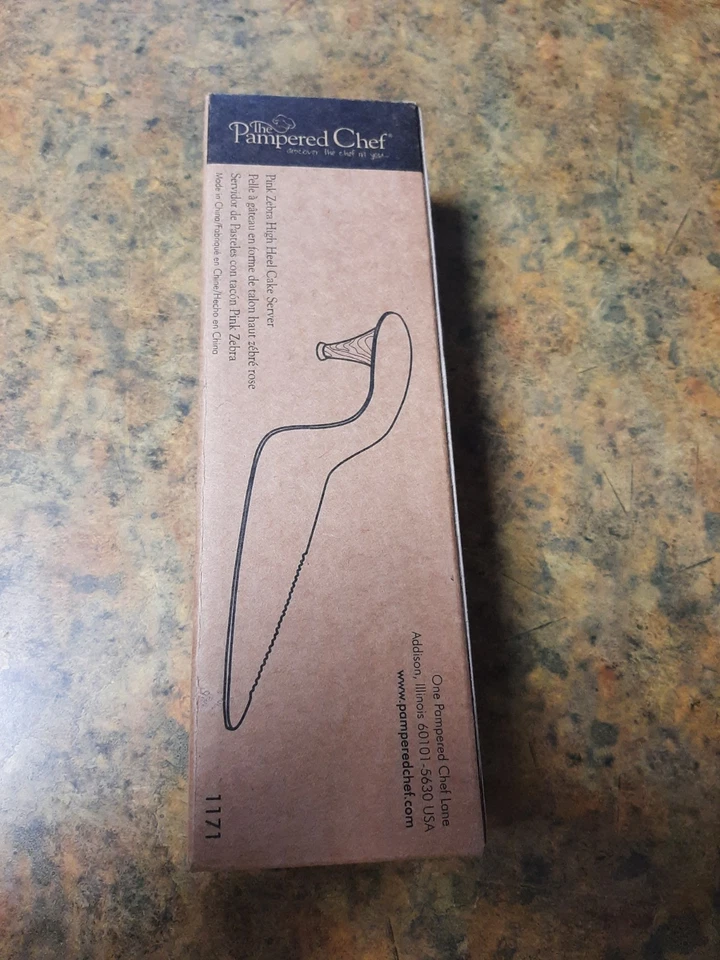 The
Pampered Chef®
discover the chef in you.
Pink Zebra High Heel Cake Server
Pelle à gâteau en forme de talon haut zébré rose
Servidor de Pasteles con tacón Pink Zebra
Made in China/Fabriqué en Chine/Hecho en China
One Pampered Chef Lane
Addison, Illinois 60101-5630 USA
www.pamperedchef.com
1171